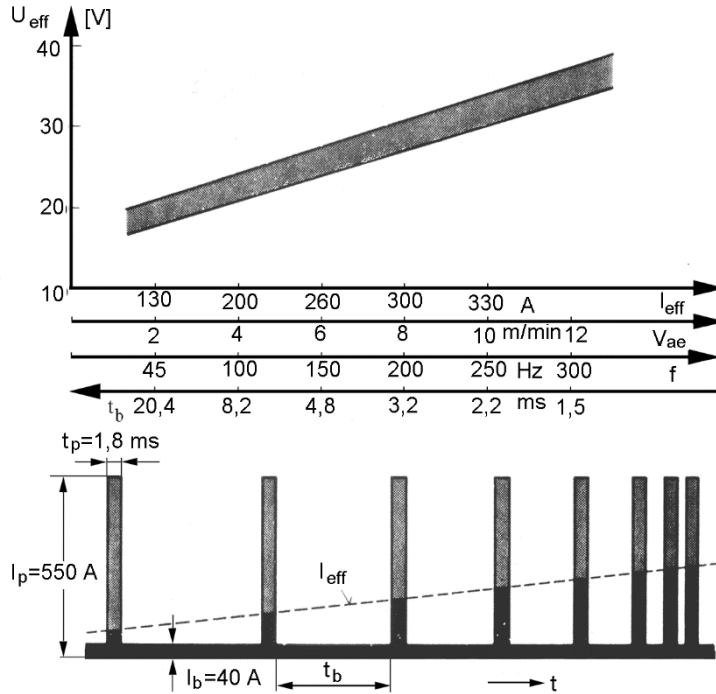 U eff [V]
40
30
20
10
130 200 260 300 330 A I eff
2 4 6 8 10 m/min 12 V ae
45 100 150 200 250 Hz 300 f
t b 20,4 8,2 4,8 3,2 2,2 ms 1,5
t p =1,8 ms
I p =550 A
I eff
I b =40 A t b t